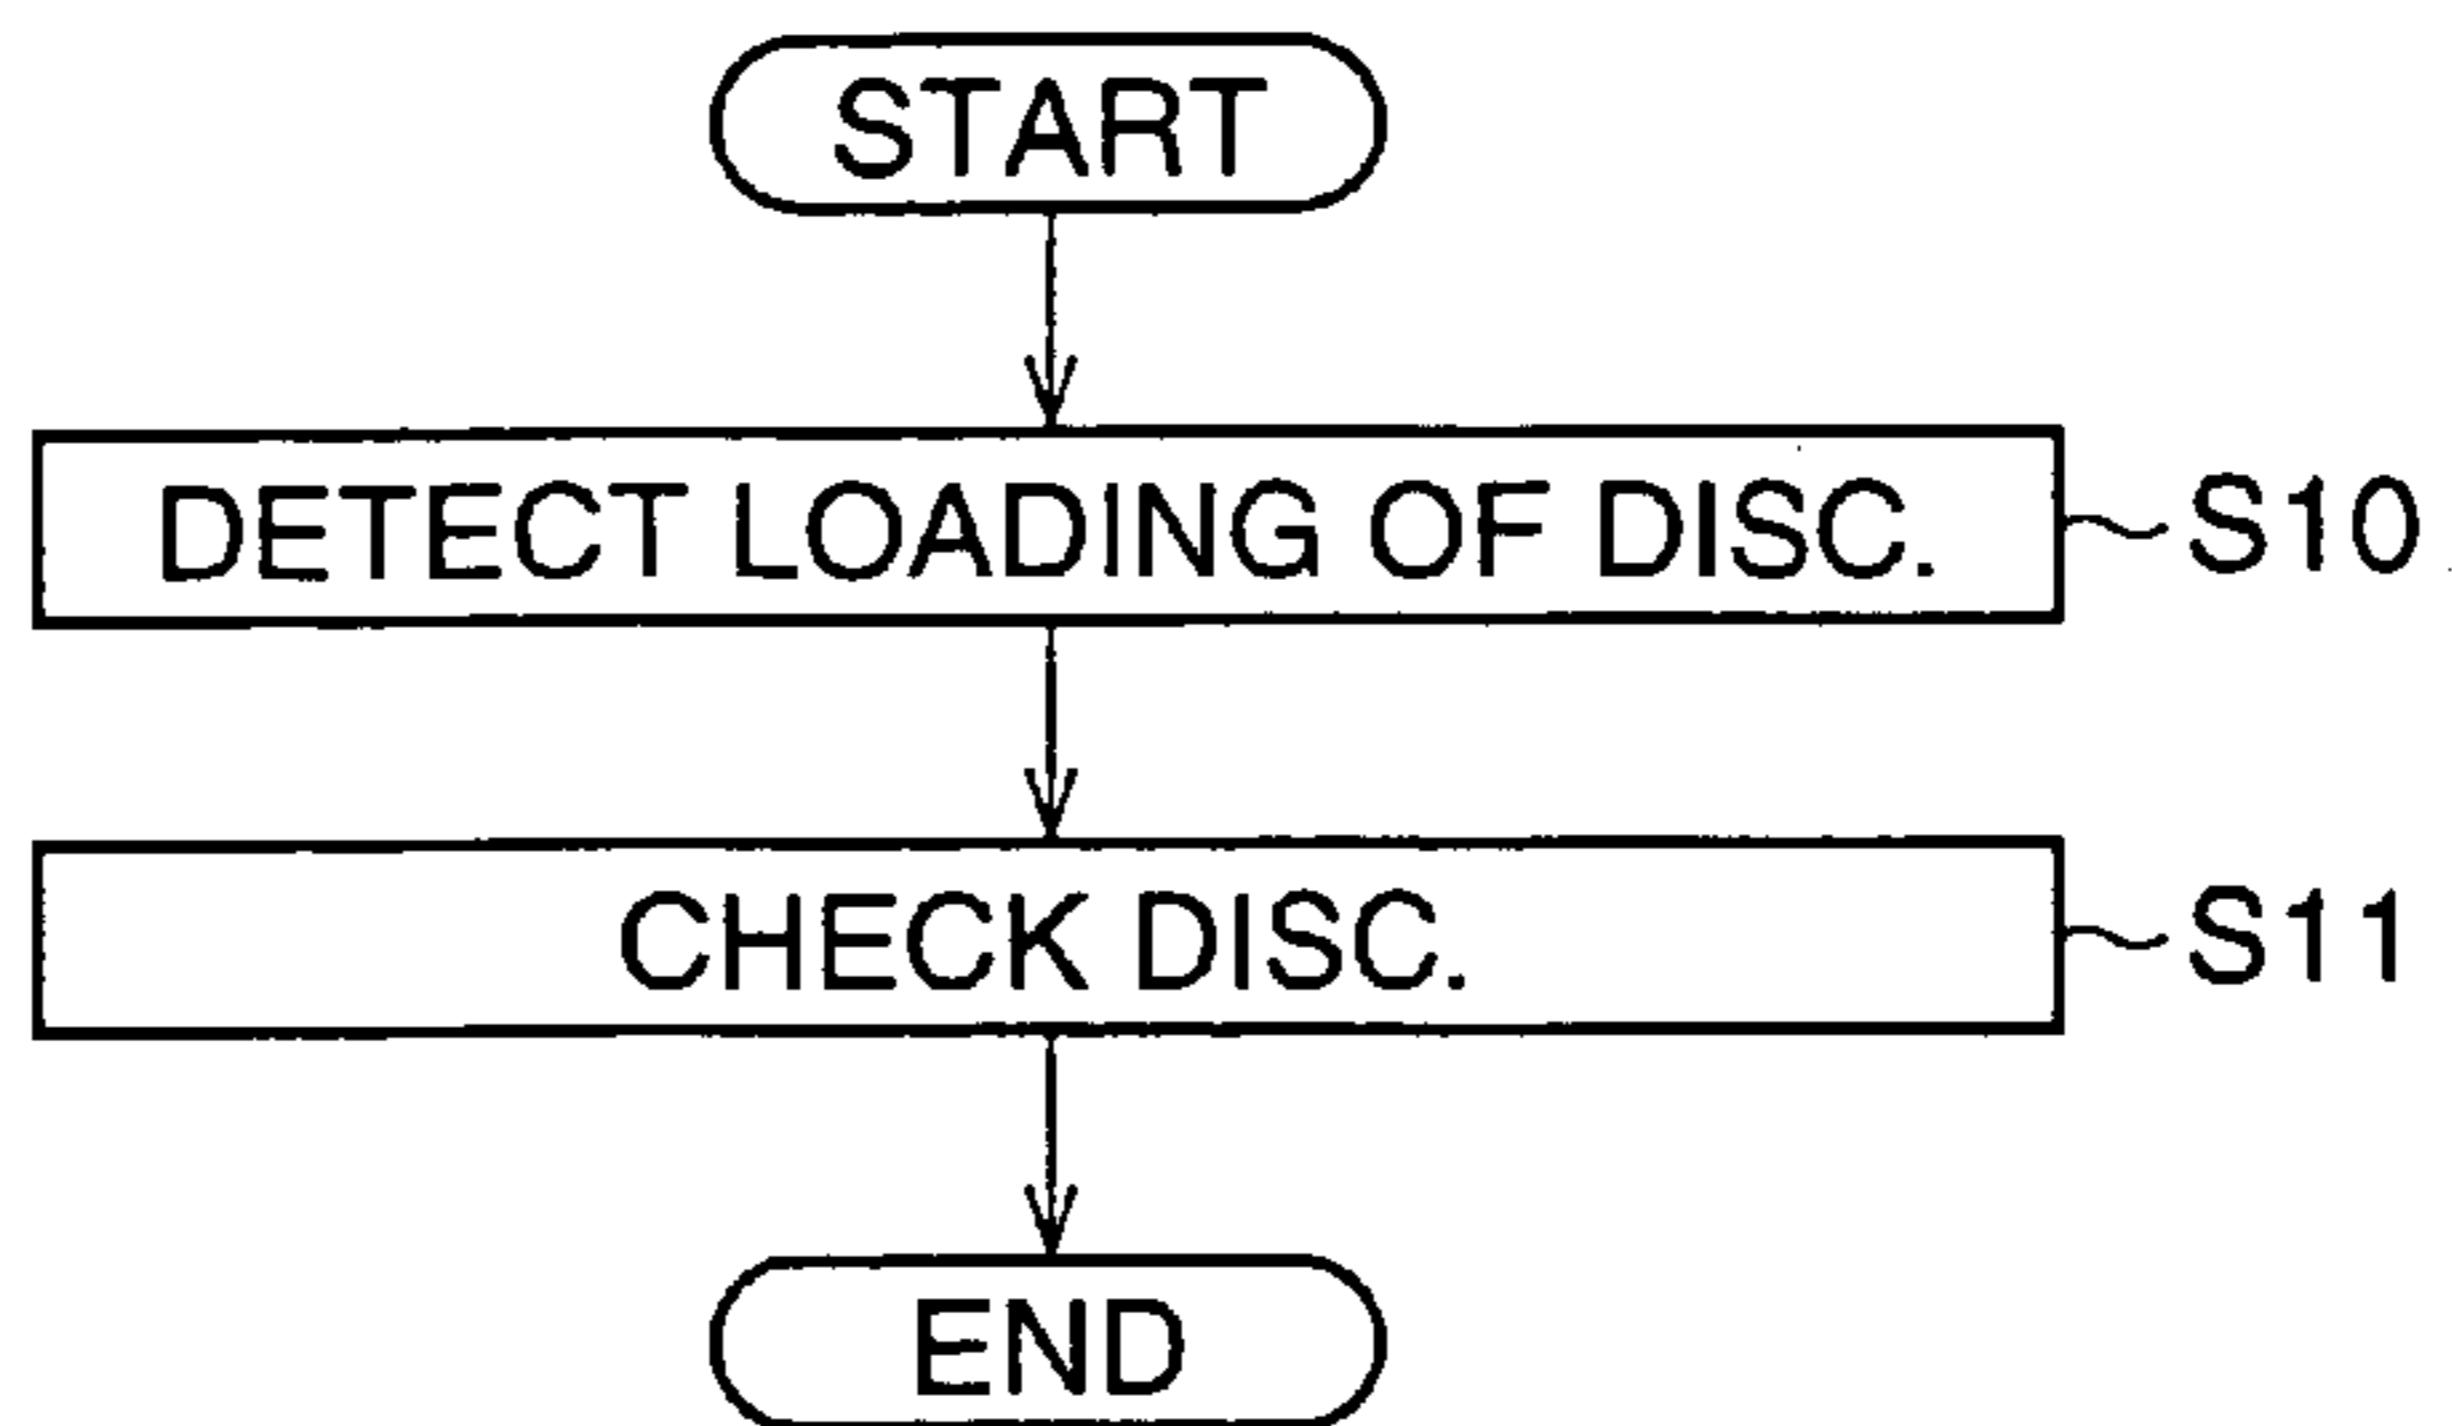 START
DETECT LOADING OF DISC.
S10
CHECK DISC.
S11
END